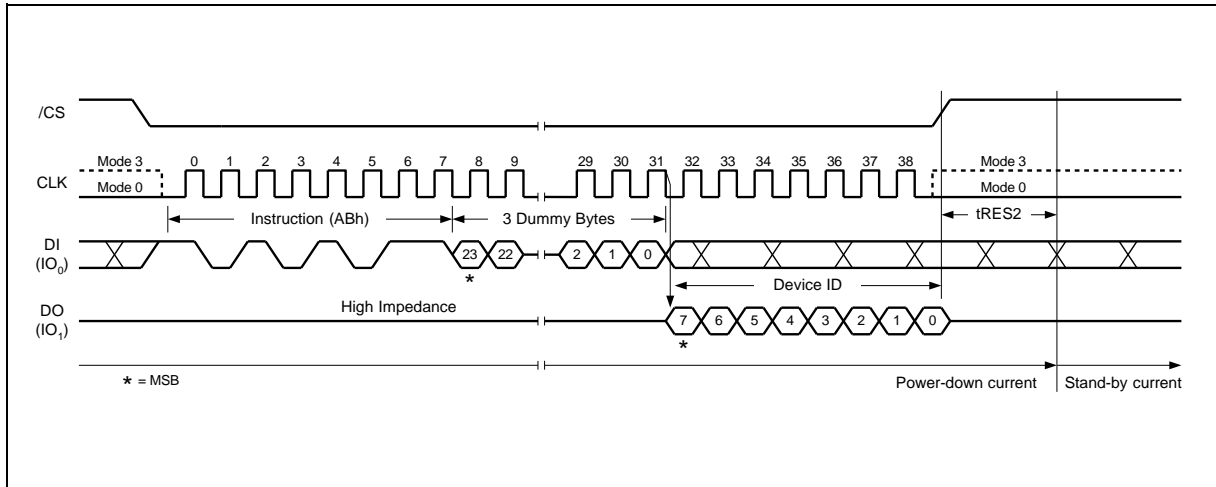 /CS
Mode 3 0 1 2 3 4 5 6 7 8 9 29 30 31 32 33 34 35 36 37 38 Mode 3
CLK
Mode 0 Mode 0
Instruction (ABh) 3 Dummy Bytes tRES2
DI
(IO0)
23 22 2 1 0
*
Device ID
High Impedance
DO
(IO1)
7 6 5 4 3 2 1 0
*
* = MSB
Power-down current Stand-by current